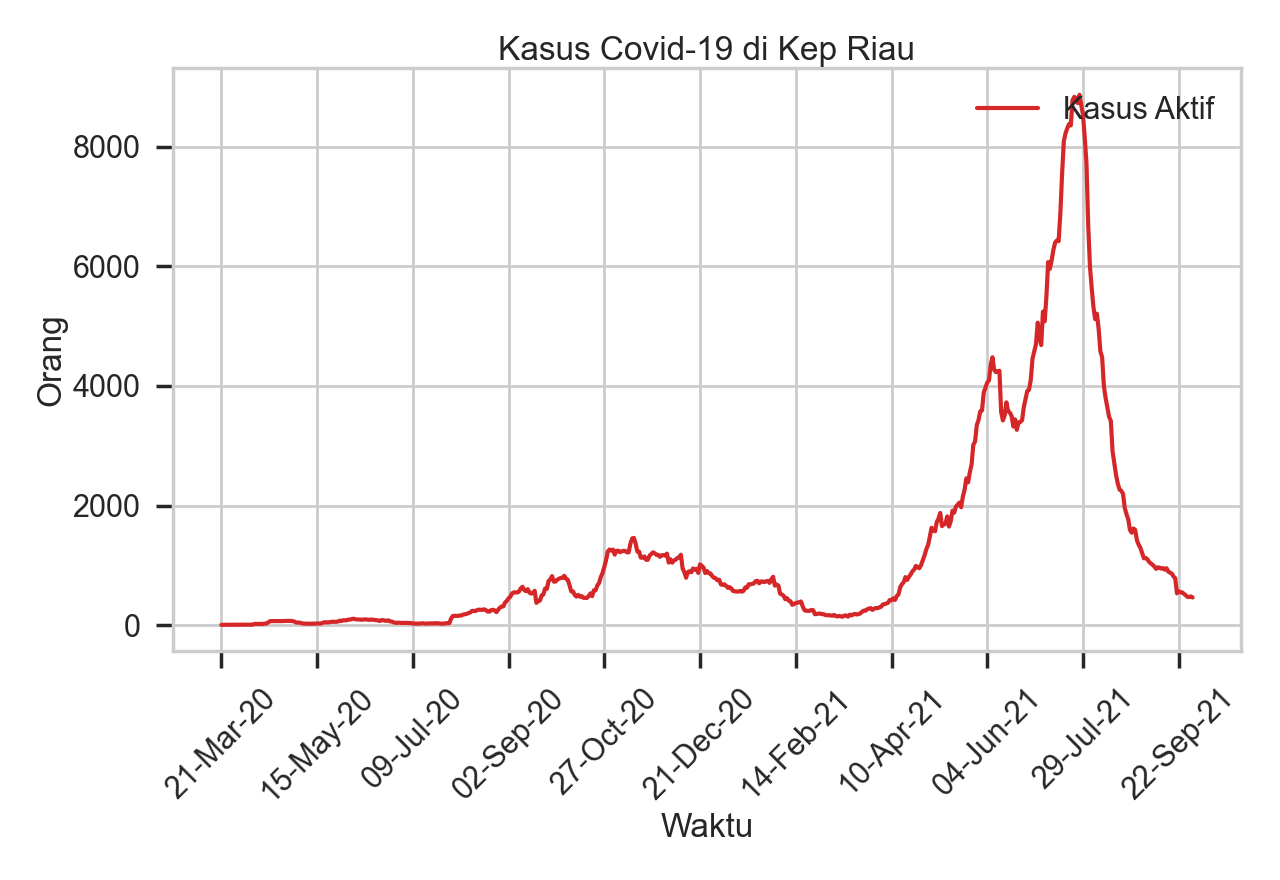 Kasus Covid-19 di Kep Riau
Kasus Aktif
8000
6000
4000
2000
0
Orang
21-Mar-20
15-May-20
09-Jul-20
02-Sep-20
27-Oct-20
21-Dec-20
14-Feb-21
10-Apr-21
04-Jun-21
29-Jul-21
22-Sep-21
Waktu